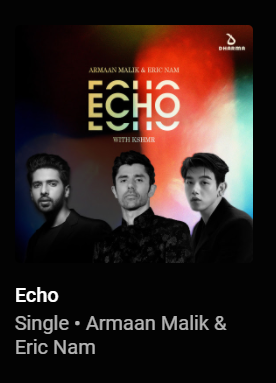 DHARMA
ARMAAN MALIK & ERIC NAM
ECHO
WITH KSHMR
Echo
Single • Armaan Malik &
Eric Nam